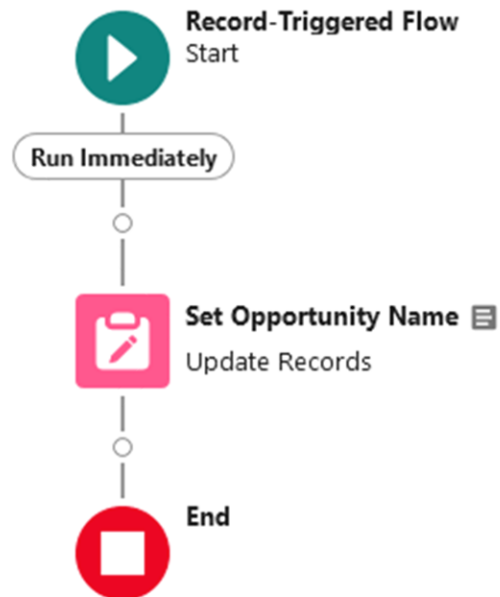 Record-Triggered Flow
Start
Run Immediately
Set Opportunity Name
Update Records
End